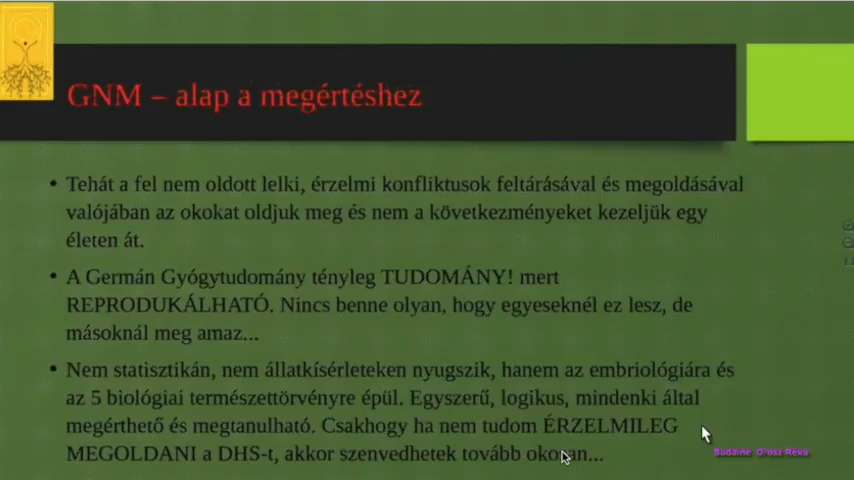 GNM – alap a megértéshez
• Tehát a fel nem oldott lelki, érzelmi konfliktusok feltárásával és megoldásával
valójában az okokat oldjuk meg és nem a következményeket kezeljük egy
életen át.
• A Germán Gyógytudomány tényleg TUDOMÁNY! mert
REPRODUKÁLHATÓ. Nincs benne olyan, hogy egyeseknél ez lesz, de
másoknál meg amaz...
• Nem statisztikán, nem állatkísérleteken nyugszik, hanem az embriológiára és
az 5 biológiai természettörvényre épül. Egyszerű, logikus, mindenki által
megérthető és megtanulható. Csakhogy ha nem tudom ÉRZELMILEG
MEGOLDANI a DHS-t, akkor szenvedhetek tovább okosan...
Budainé Orosz Réka